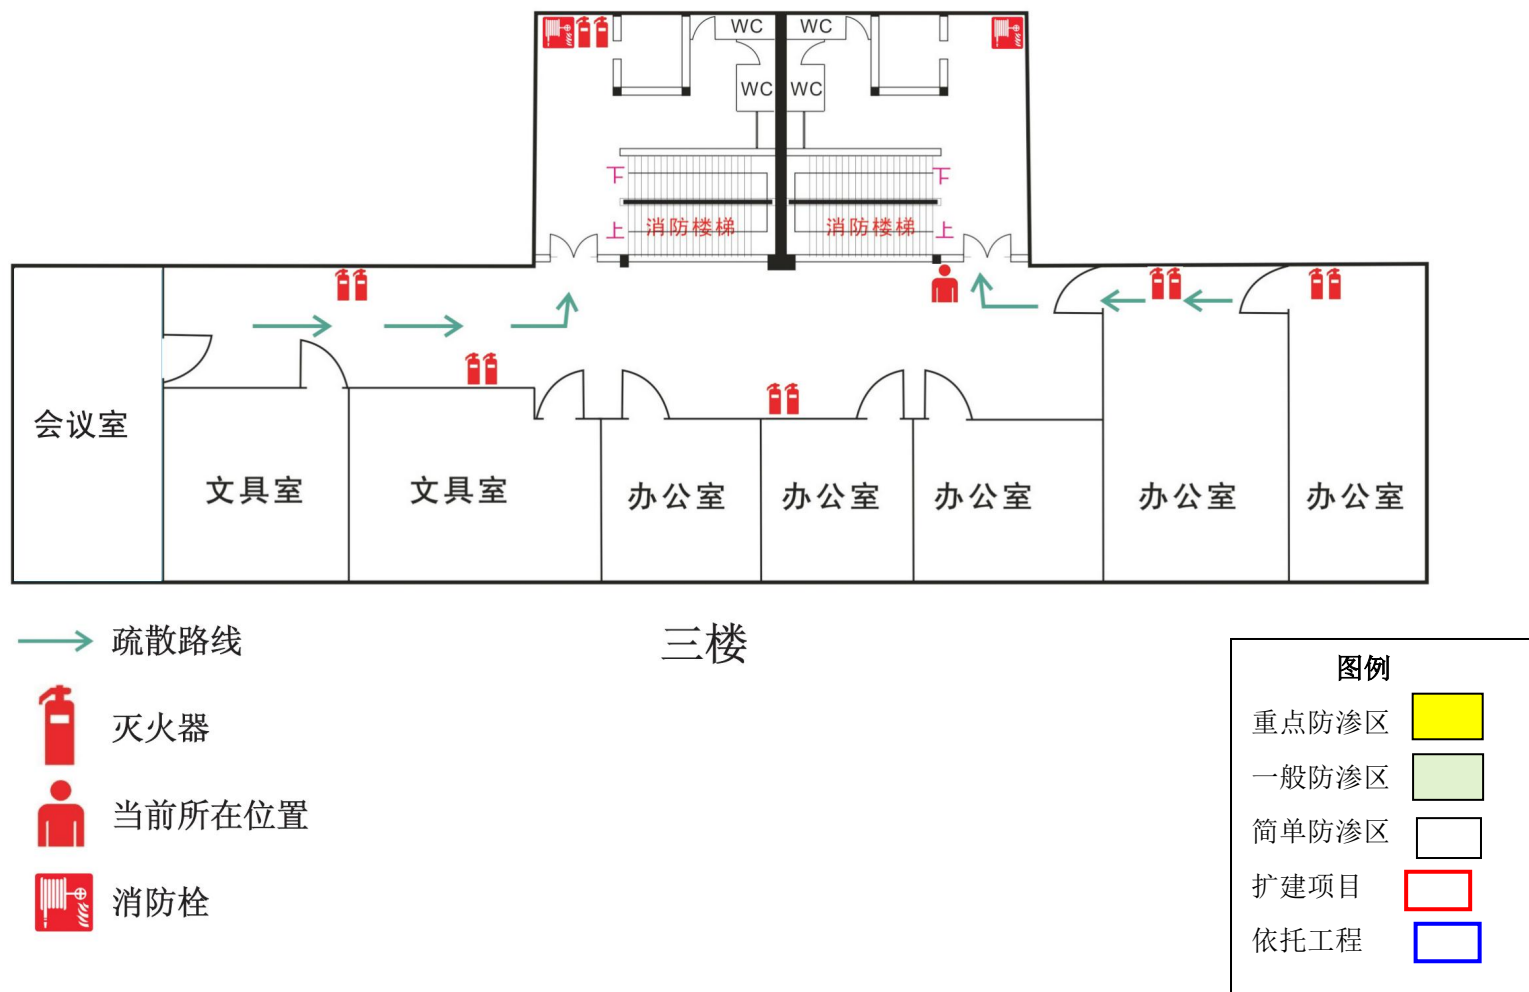 WC
WC
WC
WC
下
下
消防楼梯
消防楼梯
上
上
会议室
文具室
文具室
办公室
办公室
办公室
办公室
办公室
三楼
疏散路线
灭火器
当前所在位置
消防栓
图例
重点防渗区
一般防渗区
简单防渗区
扩建项目
依托工程